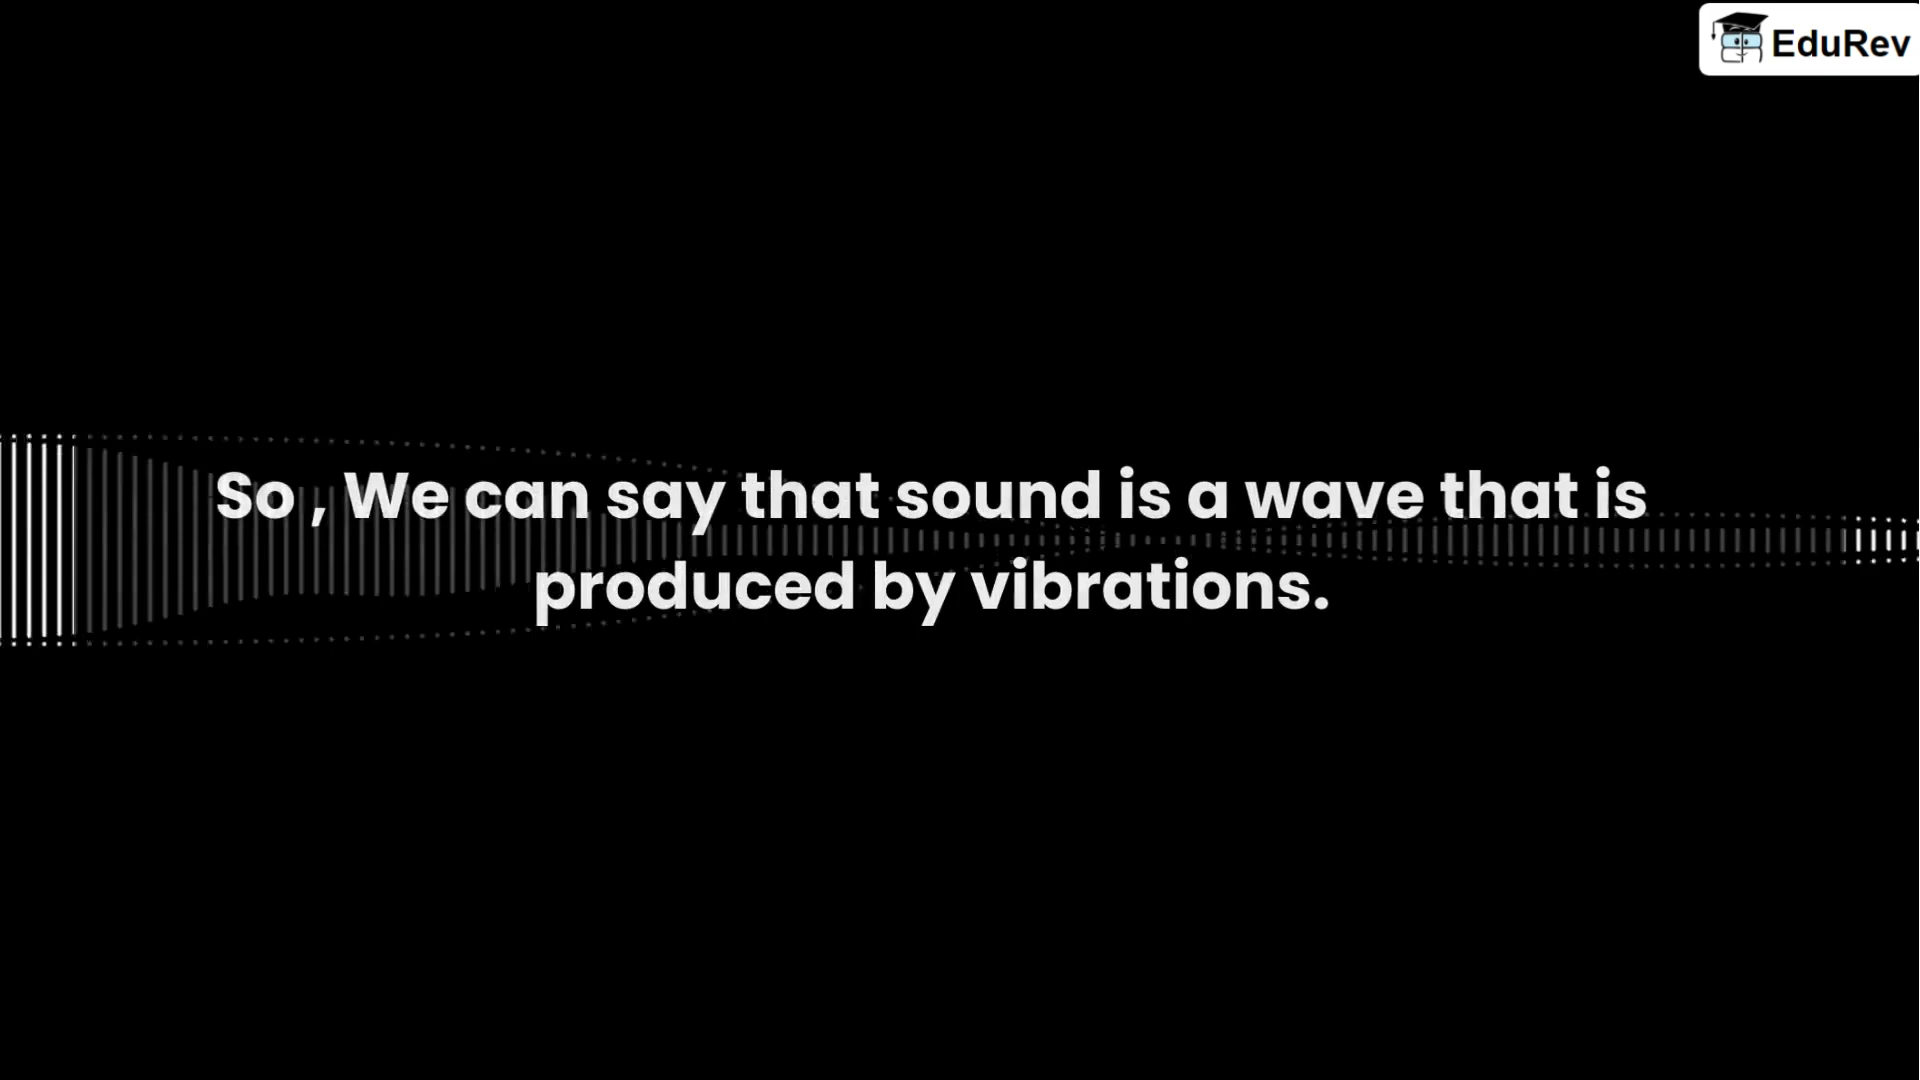 EduRev
So , We can say that sound is a wave that is
produced by vibrations.